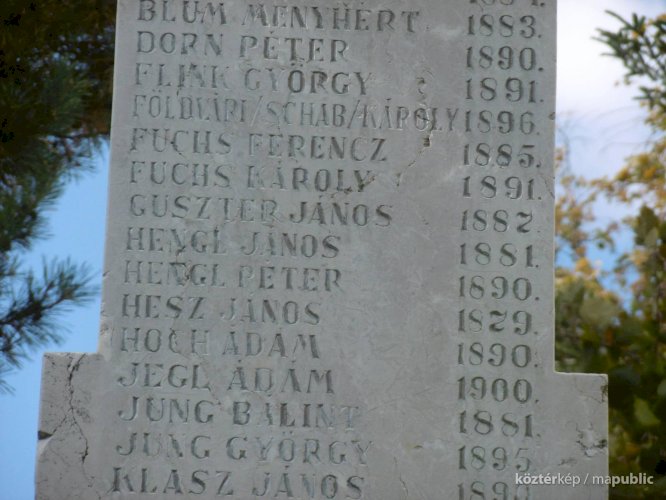 BLUM MENYHÉRT 1883.
DORN PÉTER 1890.
FLINK GYÖRGY 1891.
FÖLDVÁRI/SCHAB/KÁROLY 1896.
FUCHS FERENCZ 1885.
FUCHS KÁROLY 1891.
GUSZTER JÁNOS 1887.
HENGL JÁNOS 1881.
HENGL PÉTER 1890.
HESZ JÁNOS 1879.
HOCH ÁDÁM 1890.
JEGL ÁDÁM 1900.
JUNG BÁLINT 1881.
JUNG GYÖRGY 1895.
KLASZ JÁNOS
köztérkép / mapublic